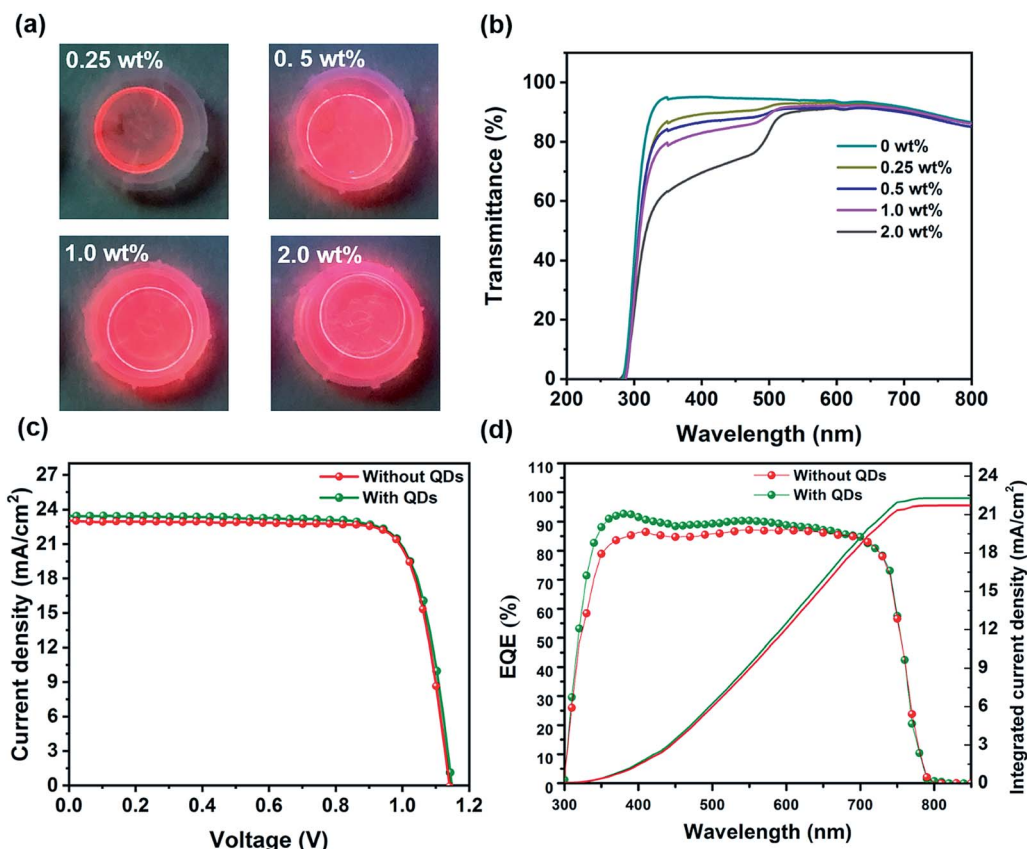 (a)
0.25 wt%
0. 5 wt%
1.0 wt%
2.0 wt%
(b)
Transmittance (%)
100
80
60
40
20
0
200 300 400 500 600 700 800
Wavelength (nm)
0 wt%
0.25 wt%
0.5 wt%
1.0 wt%
2.0 wt%
(c)
Current density (mA/cm²)
27
24
21
18
15
12
9
6
3
0
0.0 0.2 0.4 0.6 0.8 1.0 1.2
Voltage (V)
Without QDs
With QDs
(d)
EQE (%)
110
100
90
80
70
60
50
40
30
20
10
0
300 400 500 600 700 800
Wavelength (nm)
Without QDs
With QDs
24
21
18
15
12
9
6
3
0
Integrated current density (mA/cm²)